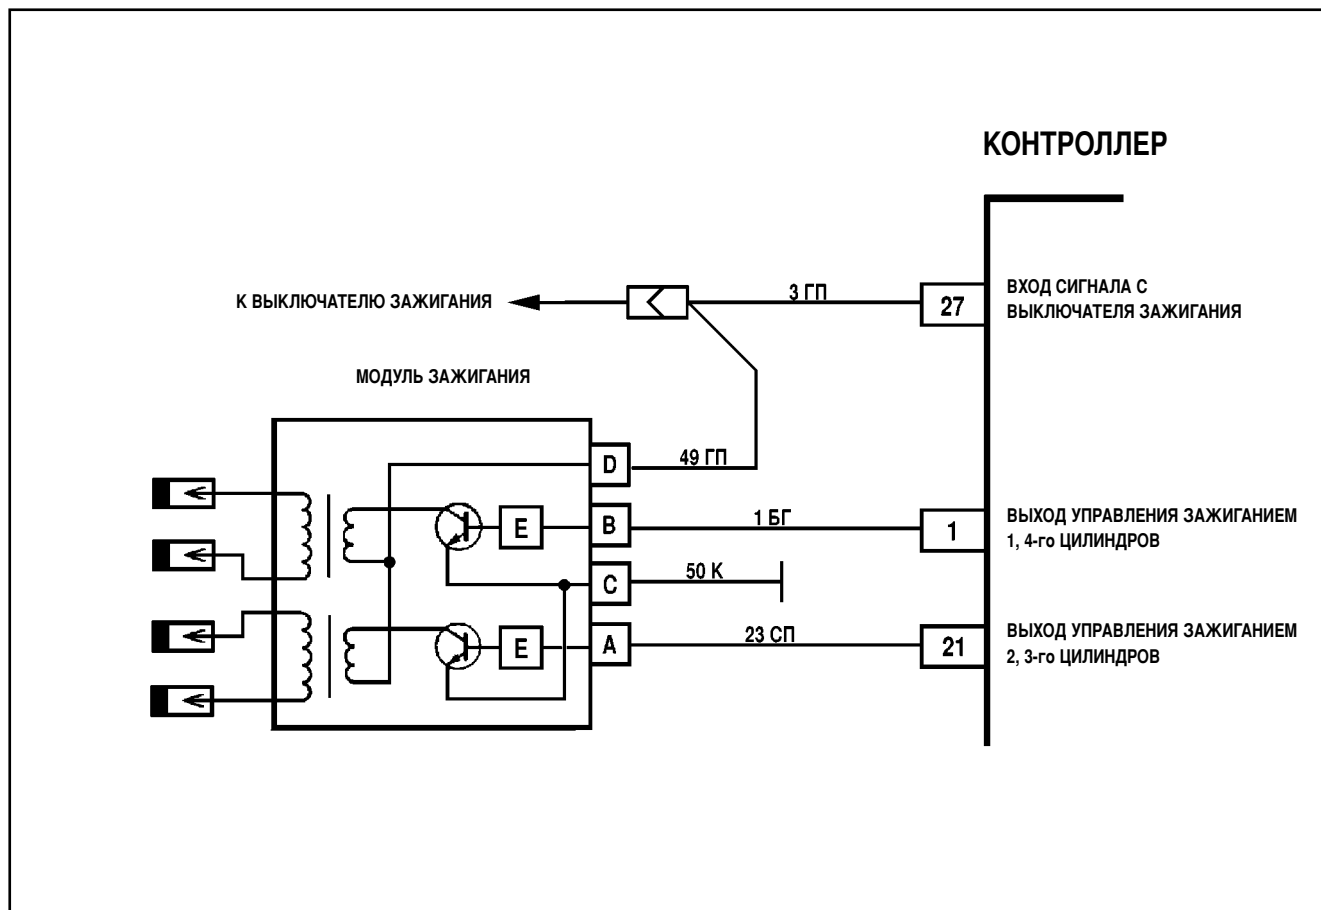 КОНТРОЛЛЕР
К ВЫКЛЮЧАТЕЛЮ ЗАЖИГАНИЯ
3 ГП
27
ВХОД СИГНАЛА С
ВЫКЛЮЧАТЕЛЯ ЗАЖИГАНИЯ
МОДУЛЬ ЗАЖИГАНИЯ
D
49 ГП
E
B
1 БГ
1
ВЫХОД УПРАВЛЕНИЯ ЗАЖИГАНИЕМ
1, 4-го ЦИЛИНДРОВ
C
50 К
E
A
23 СП
21
ВЫХОД УПРАВЛЕНИЯ ЗАЖИГАНИЕМ
2, 3-го ЦИЛИНДРОВ